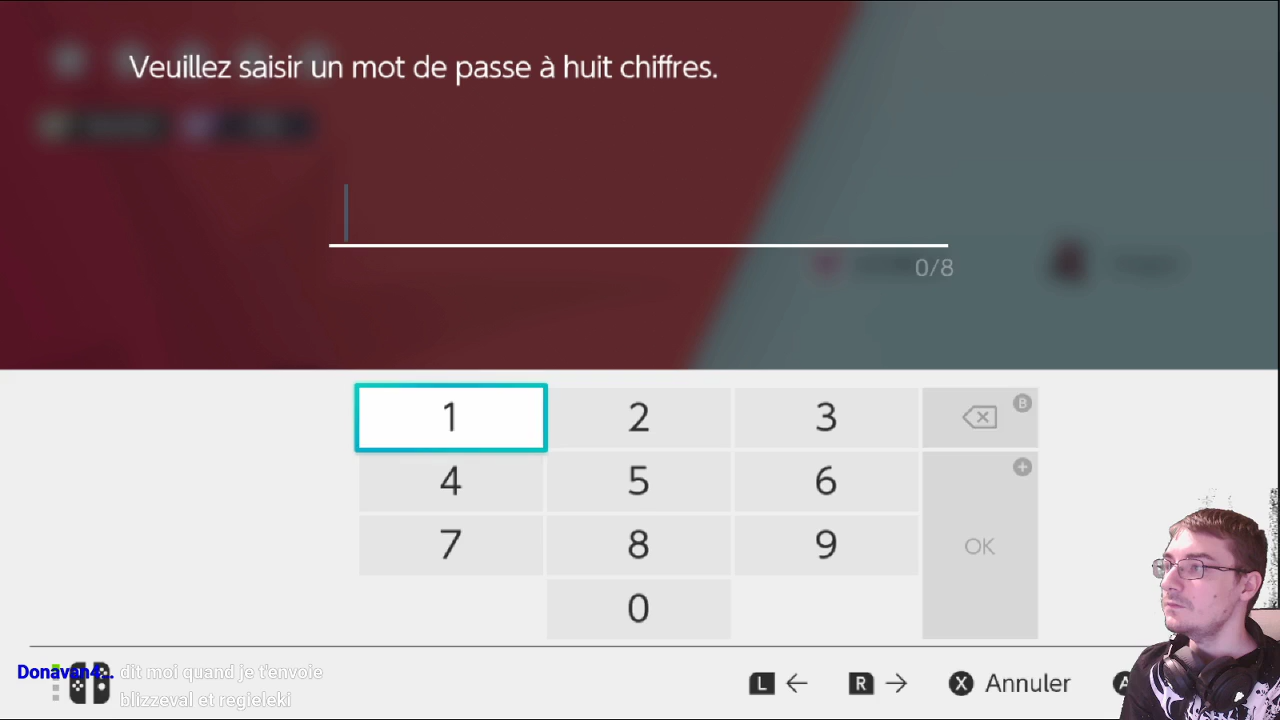 Veuillez saisir un mot de passe à huit chiffres.
0/8
1 2 3 B
4 5 6 +
7 8 9 OK
0
Donavan4... dit moi quand je t'envoie
blizzeval et regieleki
L ← R → X Annuler A